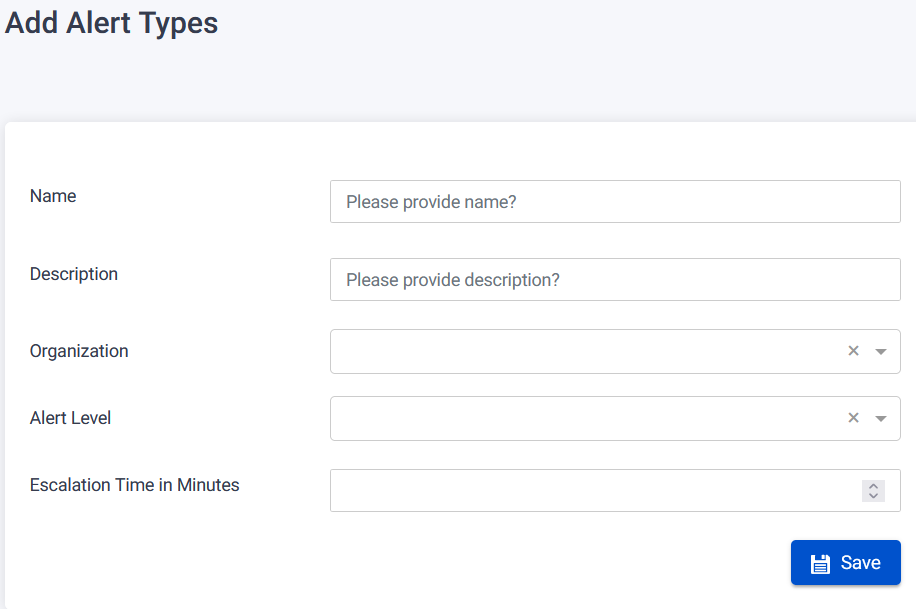 Add Alert Types
Name
Please provide name?
Description
Please provide description?
Organization
Alert Level
Escalation Time in Minutes
Save